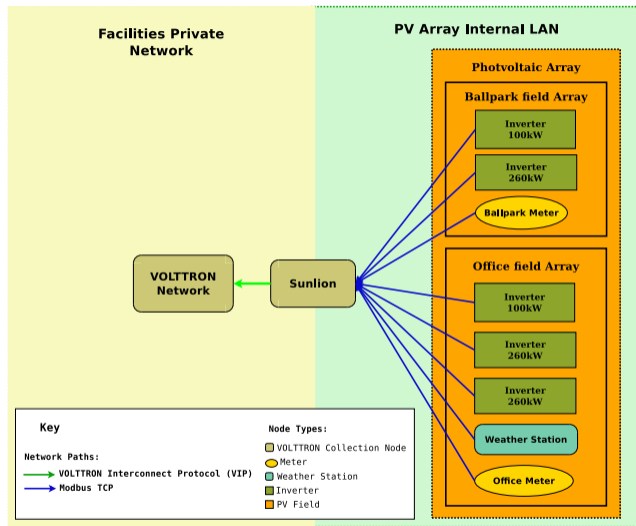 Facilities Private
Network
PV Array Internal LAN
Photovoltaic Array
Ballpark field Array
Inverter
100kW
Inverter
260kW
Ballpark Meter
VOLTTRON
Network
Sunlion
Office field Array
Inverter
100kW
Inverter
260kW
Inverter
260kW
Weather Station
Office Meter
Key
Network Paths:
VOLTTRON Interconnect Protocol (VIP)
Modbus TCP
Node Types:
VOLTTRON Collection Node
Meter
Weather Station
Inverter
PV Field